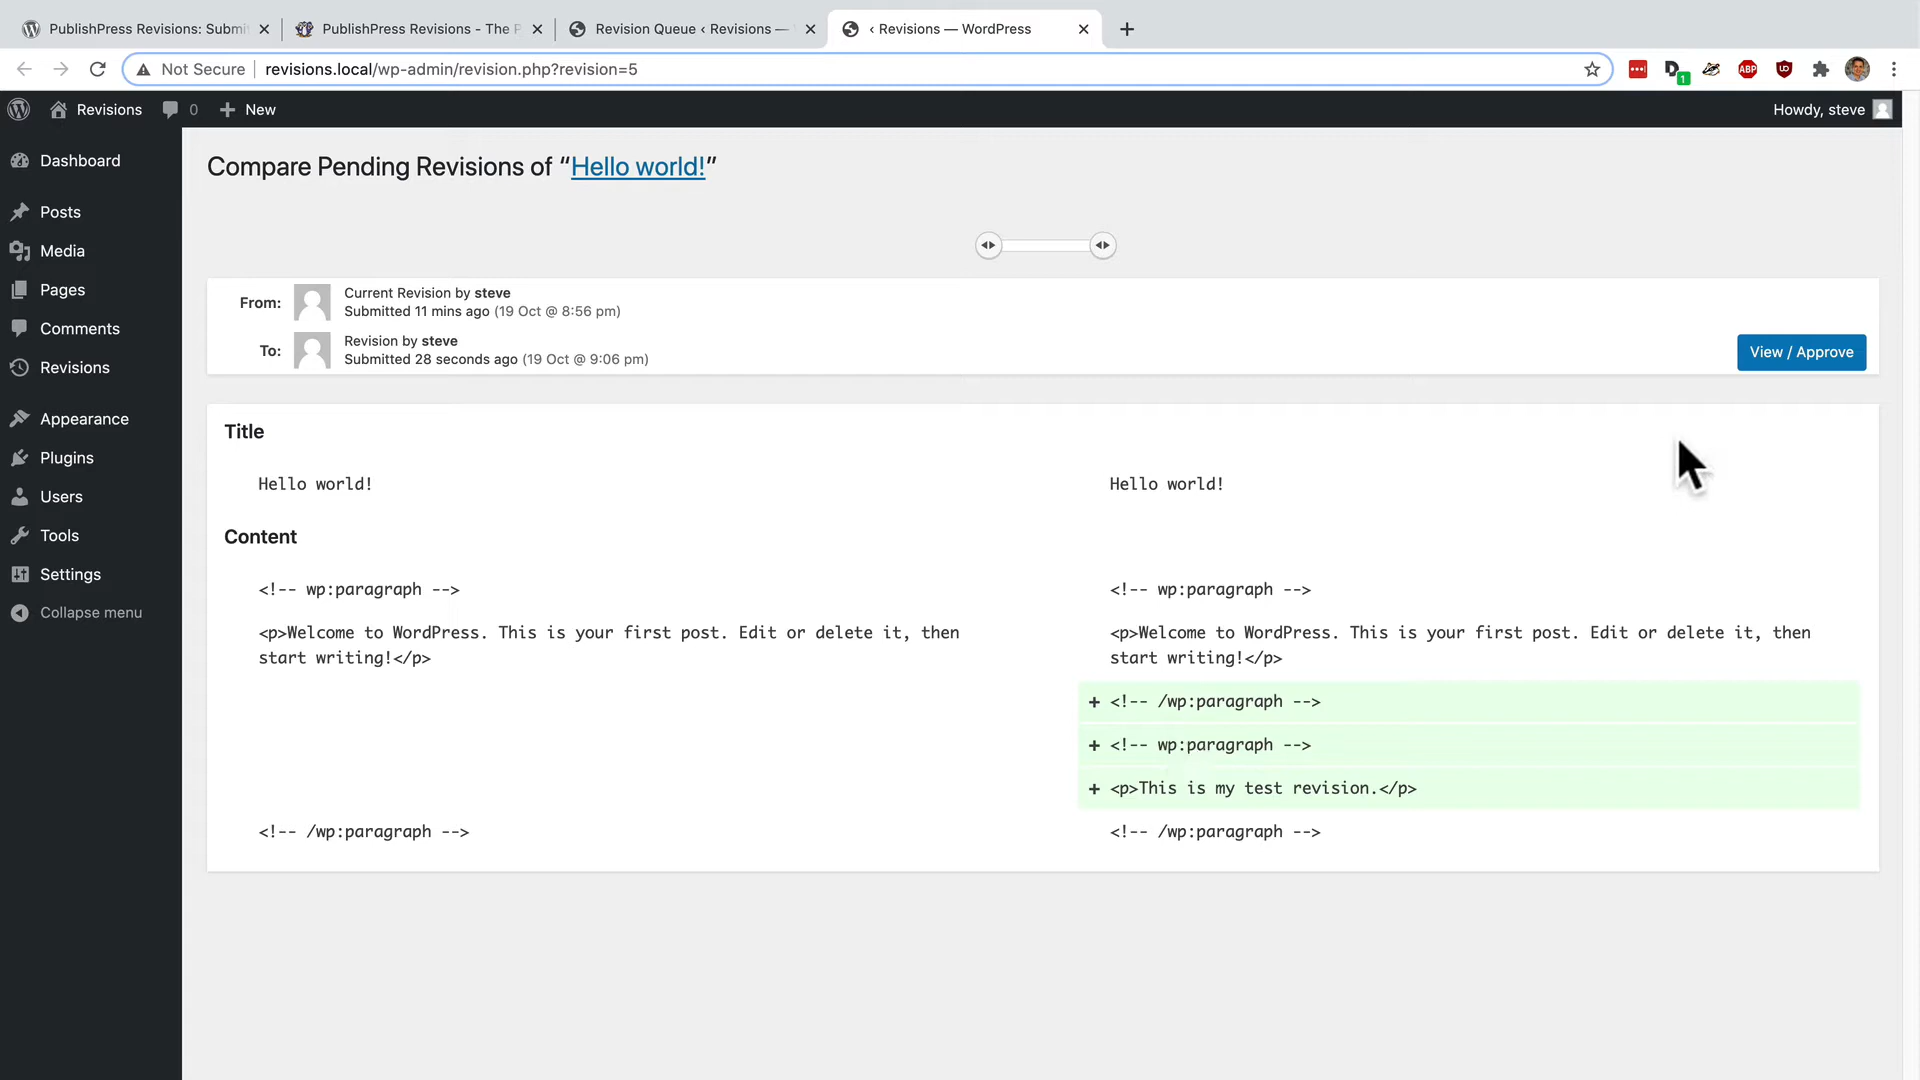 PublishPress Revisions: Submi
PublishPress Revisions - The P
Revision Queue ‹ Revisions —
‹ Revisions — WordPress
Not Secure
revisions.local/wp-admin/revision.php?revision=5
1
ABP
Revisions
0
New
Howdy, steve
Dashboard
Posts
Media
Pages
Comments
Revisions
Appearance
Plugins
Users
Tools
Settings
Collapse menu
Compare Pending Revisions of “Hello world!”
From:
Current Revision by steve
Submitted 11 mins ago (19 Oct @ 8:56 pm)
To:
Revision by steve
Submitted 28 seconds ago (19 Oct @ 9:06 pm)
View / Approve
Title
Hello world!
Hello world!
Content
<!-- wp:paragraph -->
<p>Welcome to WordPress. This is your first post. Edit or delete it, then
start writing!</p>
<!-- /wp:paragraph -->
<!-- wp:paragraph -->
<p>Welcome to WordPress. This is your first post. Edit or delete it, then
start writing!</p>
+ <!-- /wp:paragraph -->
+ <!-- wp:paragraph -->
+ <p>This is my test revision.</p>
<!-- /wp:paragraph -->